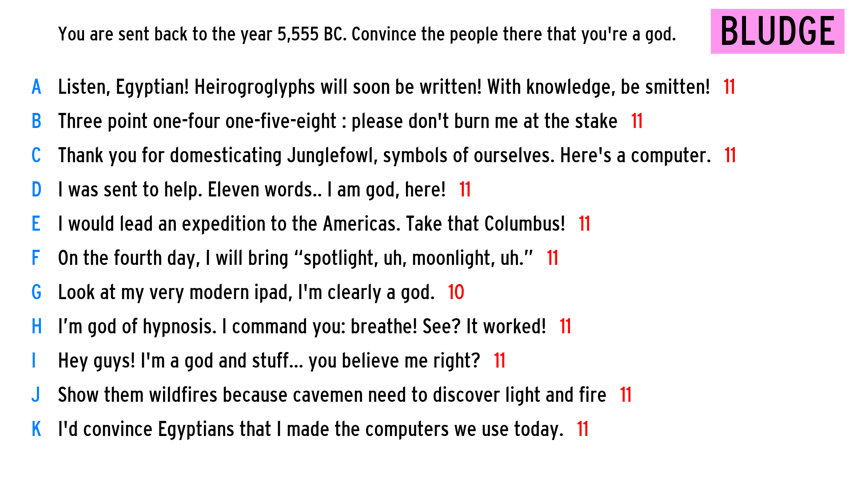 You are sent back to the year 5,555 BC. Convince the people there that you're a god.
BLUDGE
A Listen, Egyptian! Heirogroglyphs will soon be written! With knowledge, be smitten! 11
B Three point one-four one-five-eight : please don't burn me at the stake 11
C Thank you for domesticating Junglefowl, symbols of ourselves. Here's a computer. 11
D I was sent to help. Eleven words.. I am god, here! 11
E I would lead an expedition to the Americas. Take that Columbus! 11
F On the fourth day, I will bring “spotlight, uh, moonlight, uh.” 11
G Look at my very modern ipad, I'm clearly a god. 10
H I’m god of hypnosis. I command you: breathe! See? It worked! 11
I Hey guys! I'm a god and stuff... you believe me right? 11
J Show them wildfires because cavemen need to discover light and fire 11
K I'd convince Egyptians that I made the computers we use today. 11